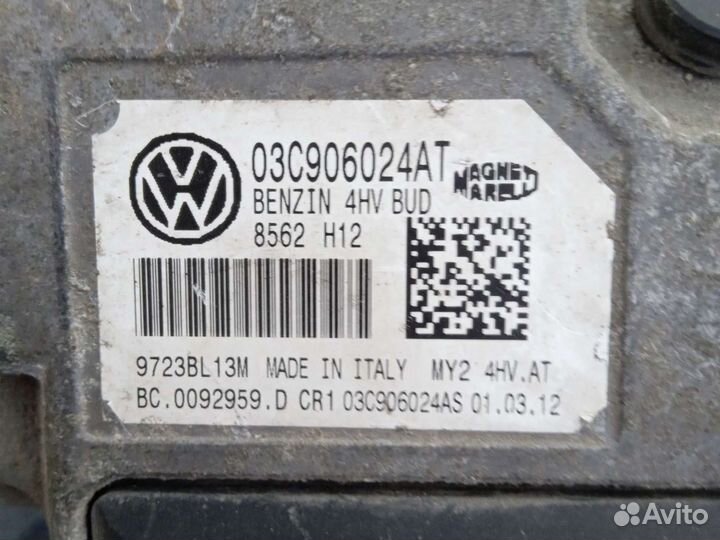 03C906024AT
MAGNETI MARELLI
BENZIN 4HV BUD
8562 H12
9723BL13M MADE IN ITALY MY2 4HV.AT
BC.0092959.D CR1 03C906024AS 01.03.12
Avito